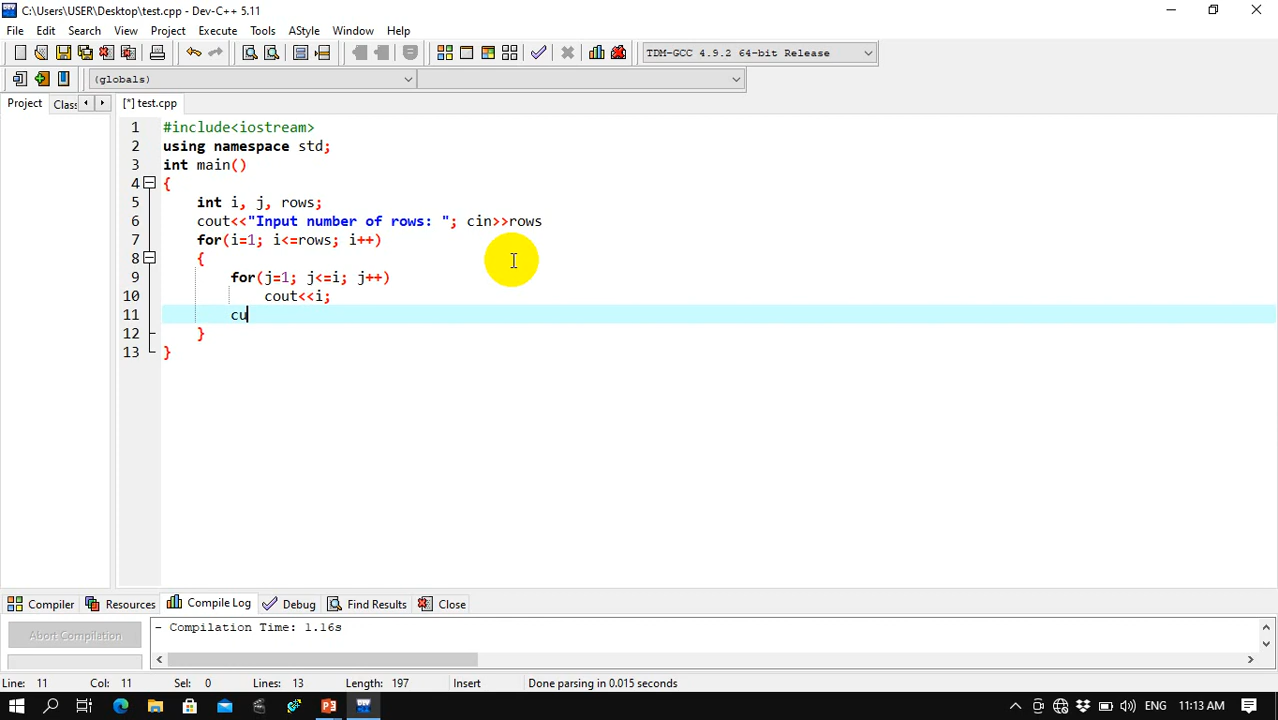 C:\Users\USER\Desktop\test.cpp - Dev-C++ 5.11
File Edit Search View Project Execute Tools AStyle Window Help
TDM-GCC 4.9.2 64-bit Release
(globals)
Project Class [*] test.cpp
1 #include<iostream>
2 using namespace std;
3 int main()
4 {
5 int i, j, rows;
6 cout<<"Input number of rows: "; cin>>rows
7 for(i=1; i<=rows; i++)
8 {
9 for(j=1; j<=i; j++)
10 cout<<i;
11 cu
12 }
13 }
Compiler Resources Compile Log Debug Find Results Close
Abort Compilation
- Compilation Time: 1.16s
Line: 11 Col: 11 Sel: 0 Lines: 13 Length: 197 Insert Done parsing in 0.015 seconds
DEV ENG 11:13 AM